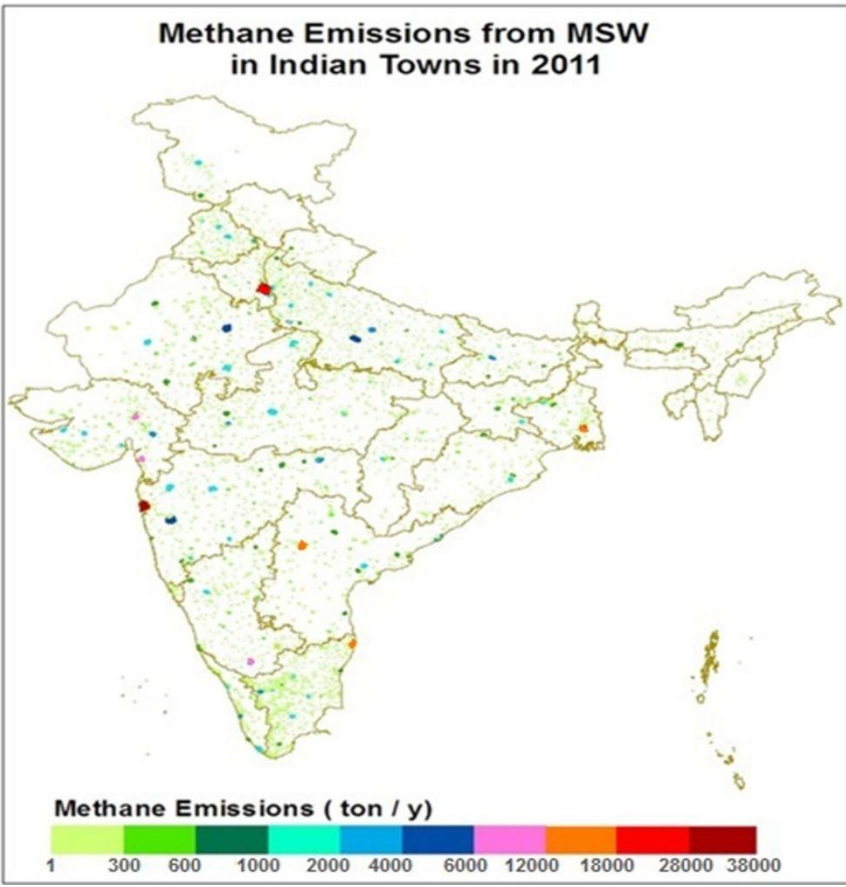 Methane Emissions from MSW
in Indian Towns in 2011
Methane Emissions ( ton / y)
1 300 600 1000 2000 4000 6000 12000 18000 28000 38000